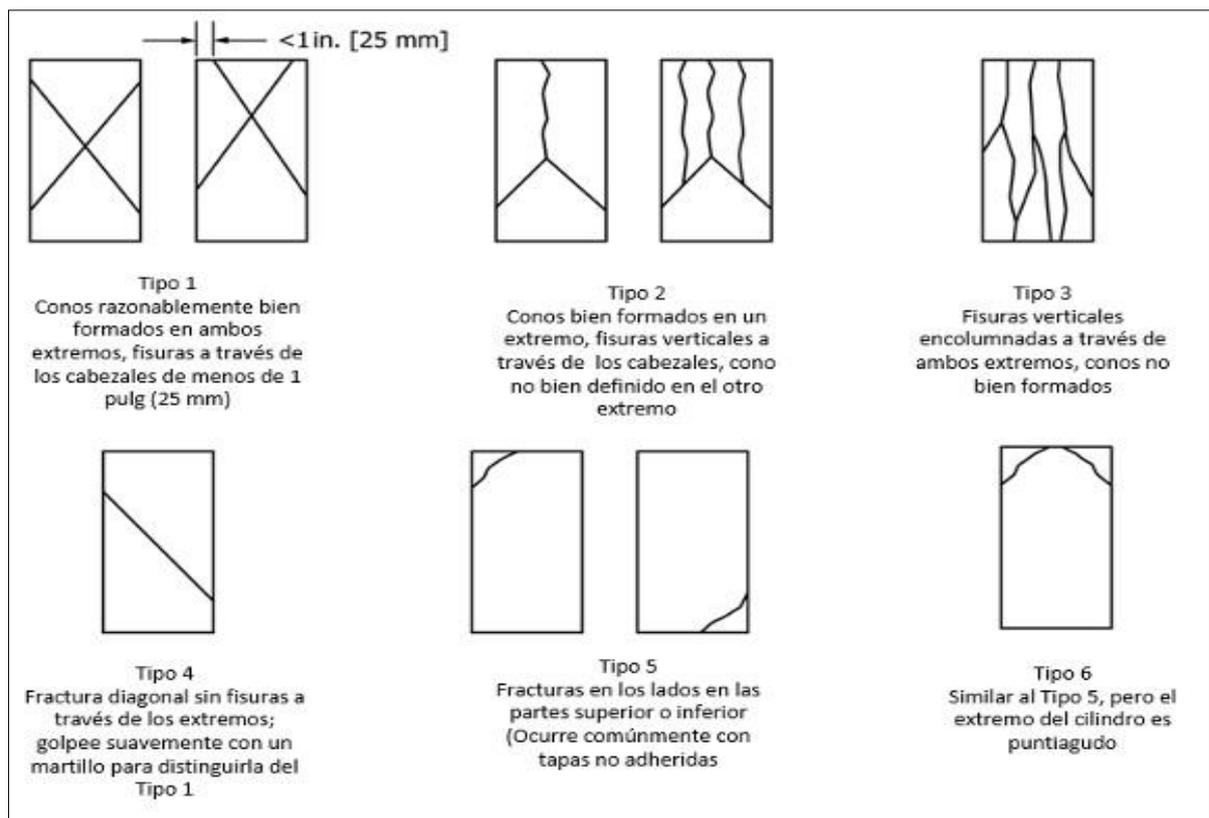 <1in. [25 mm]
Tipo 1
Conos razonablemente bien
formados en ambos
extremos, fisuras a través de
los cabezales de menos de 1
pulg (25 mm)
Tipo 2
Conos bien formados en un
extremo, fisuras verticales a
través de los cabezales, cono
no bien definido en el otro
extremo
Tipo 3
Fisuras verticales
encolumnadas a través de
ambos extremos, conos no
bien formados
Tipo 4
Fractura diagonal sin fisuras a
través de los extremos;
golpee suavemente con un
martillo para distinguirla del
Tipo 1
Tipo 5
Fracturas en los lados en las
partes superior o inferior
(Ocurre comúnmente con
tapas no adheridas
Tipo 6
Similar al Tipo 5, pero el
extremo del cilindro es
puntiagudo